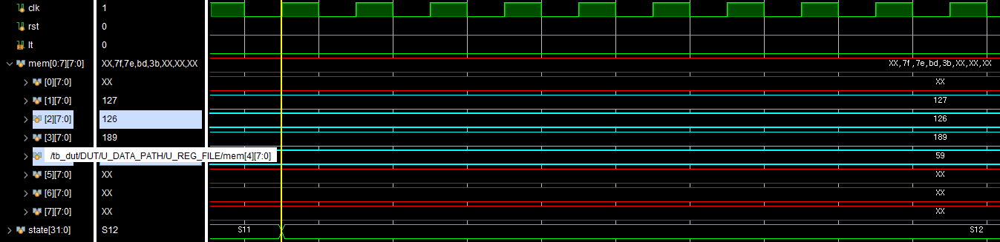 clk 1
rst 0
lt 0
mem[0:7][7:0] XX,7f,7e,bd,3b,XX,XX,XX XX,7f,7e,bd,3b,XX,XX,XX
[0][7:0] XX XX
[1][7:0] 127 127
[2][7:0] 126 126
[3][7:0] 189 189
/tb_dut/DUT/U_DATA_PATH/U_REG_FILE/mem[4][7:0] 59
[5][7:0] XX XX
[6][7:0] XX XX
[7][7:0] XX XX
state[31:0] S12 S11 S12